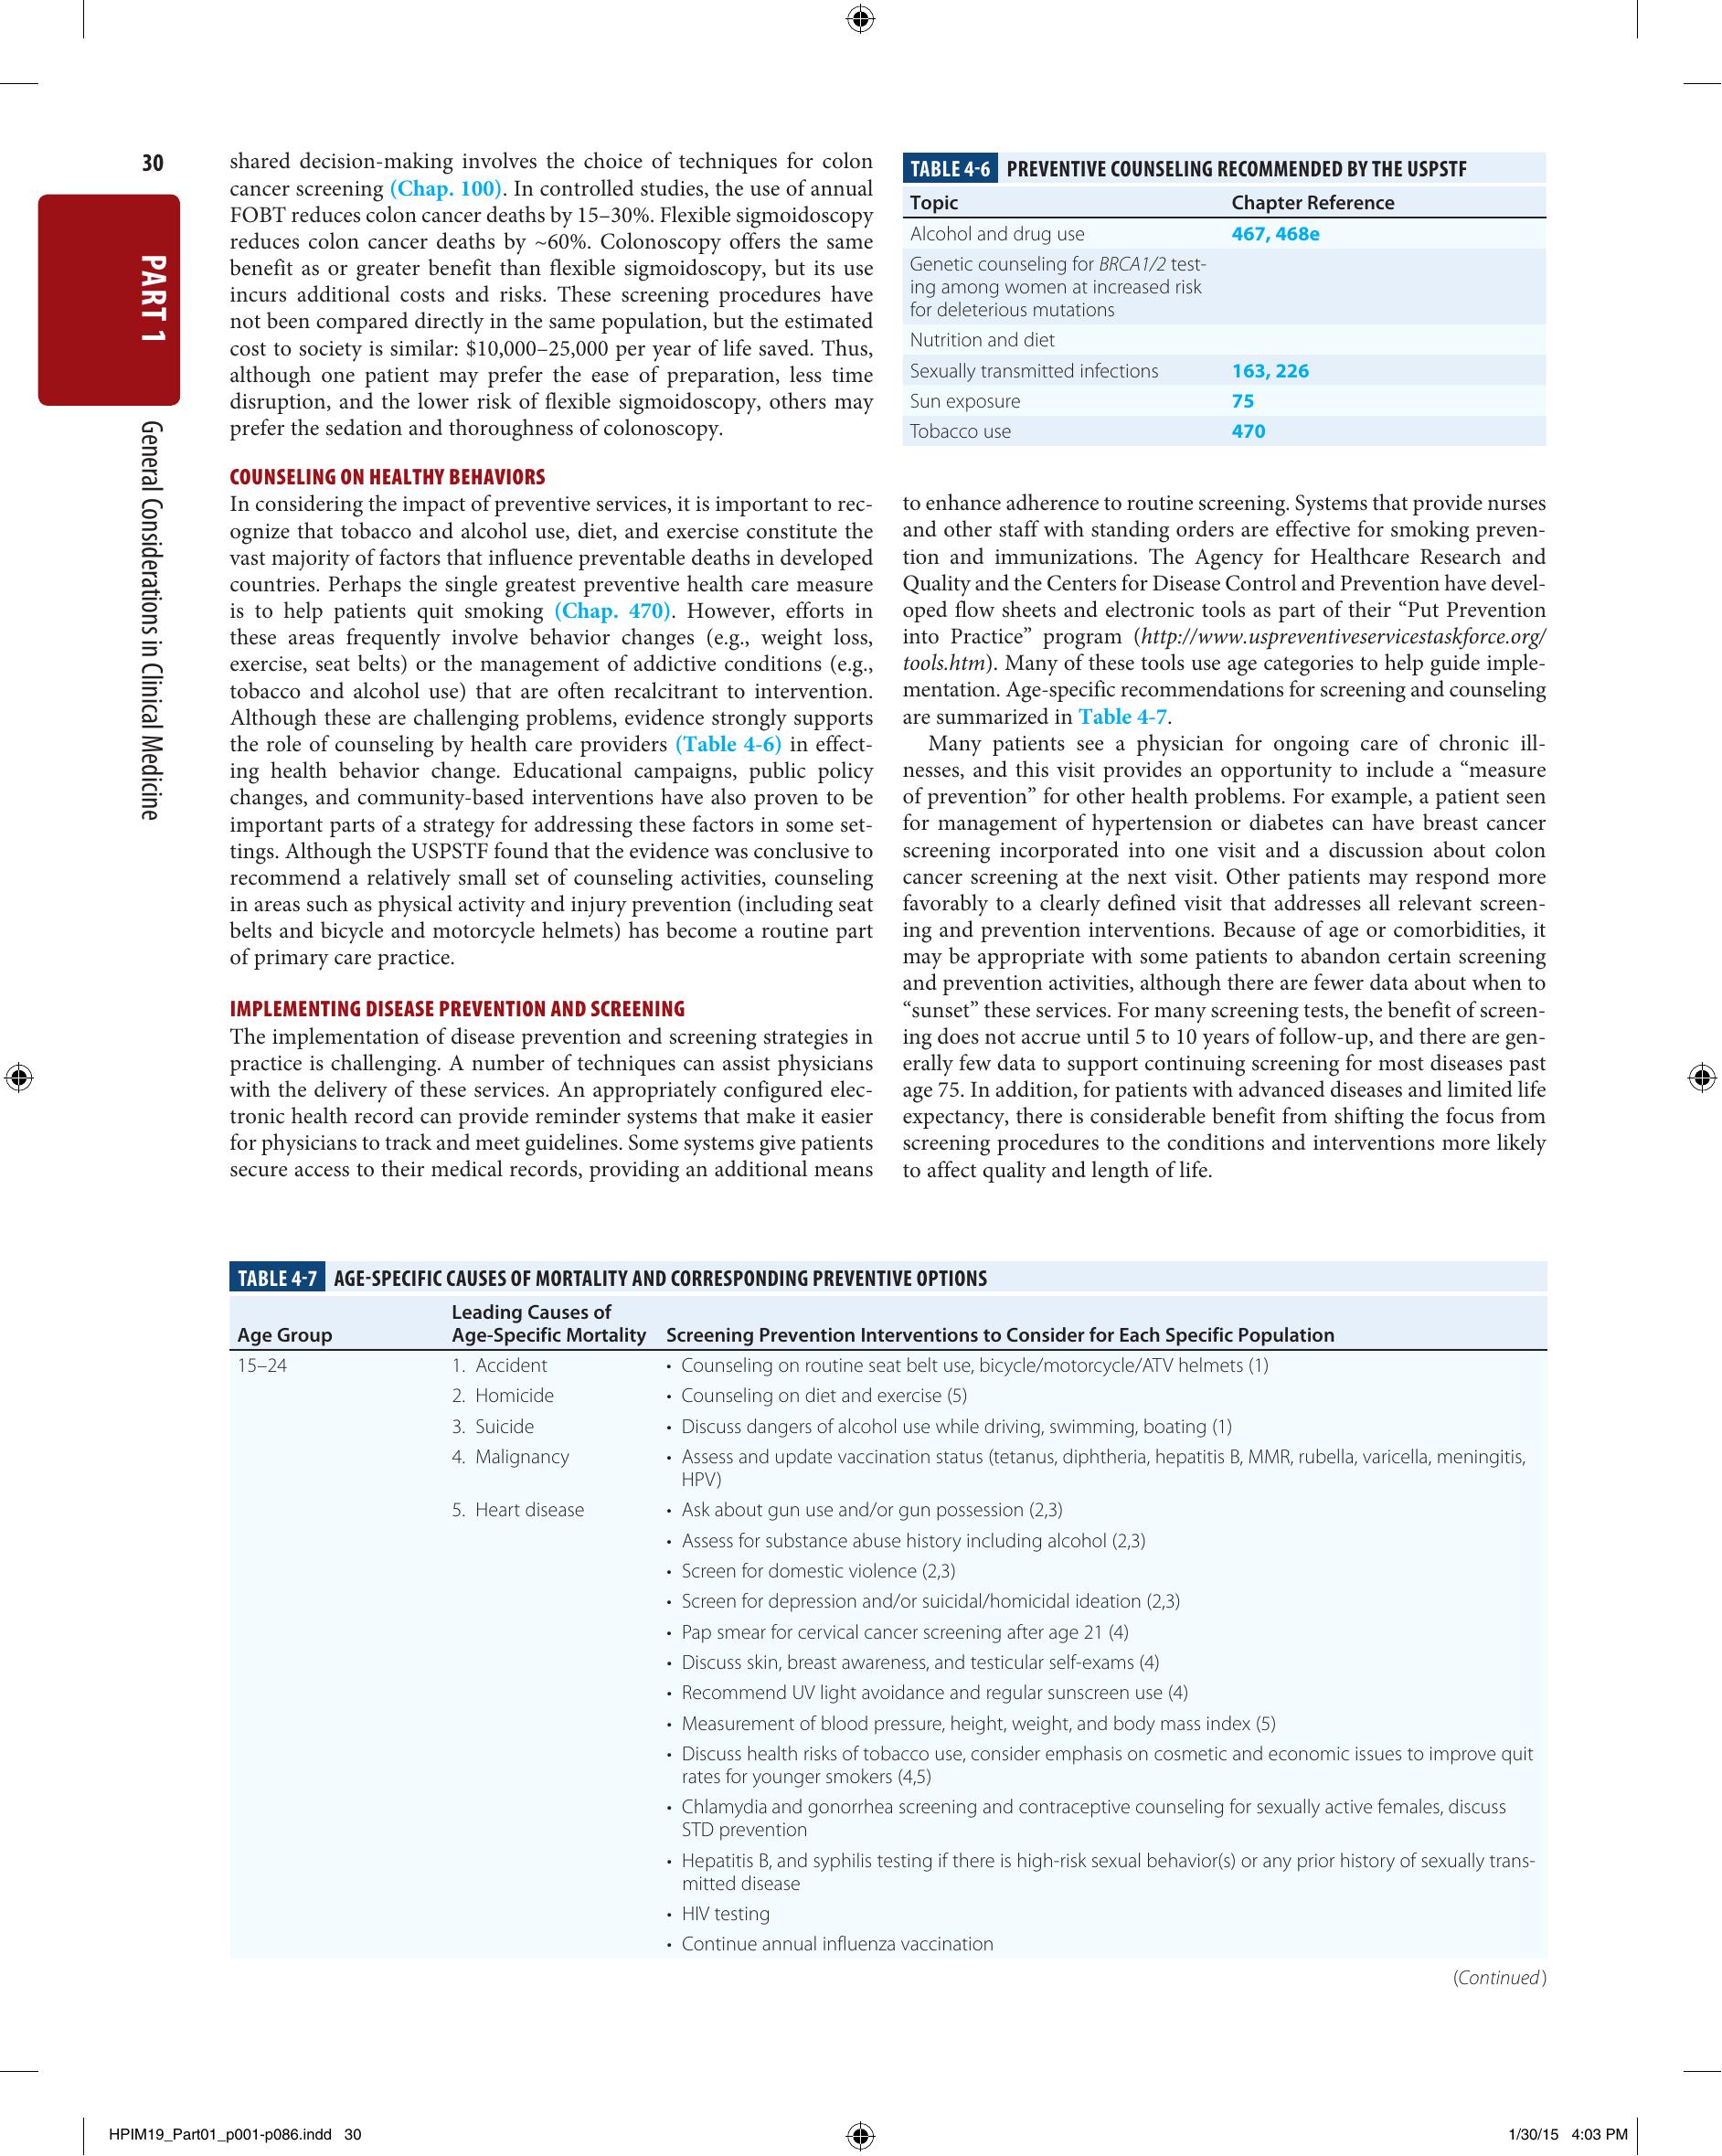 30
PART 1
General Considerations in Clinical Medicine
shared decision-making involves the choice of techniques for colon
cancer screening (Chap. 100). In controlled studies, the use of annual
FOBT reduces colon cancer deaths by 15–30%. Flexible sigmoidoscopy
reduces colon cancer deaths by ~60%. Colonoscopy offers the same
benefit as or greater benefit than flexible sigmoidoscopy, but its use
incurs additional costs and risks. These screening procedures have
not been compared directly in the same population, but the estimated
cost to society is similar: $10,000–25,000 per year of life saved. Thus,
although one patient may prefer the ease of preparation, less time
disruption, and the lower risk of flexible sigmoidoscopy, others may
prefer the sedation and thoroughness of colonoscopy.
COUNSELING ON HEALTHY BEHAVIORS
In considering the impact of preventive services, it is important to rec-
ognize that tobacco and alcohol use, diet, and exercise constitute the
vast majority of factors that influence preventable deaths in developed
countries. Perhaps the single greatest preventive health care measure
is to help patients quit smoking (Chap. 470). However, efforts in
these areas frequently involve behavior changes (e.g., weight loss,
exercise, seat belts) or the management of addictive conditions (e.g.,
tobacco and alcohol use) that are often recalcitrant to intervention.
Although these are challenging problems, evidence strongly supports
the role of counseling by health care providers (Table 4-6) in effect-
ing health behavior change. Educational campaigns, public policy
changes, and community-based interventions have also proven to be
important parts of a strategy for addressing these factors in some set-
tings. Although the USPSTF found that the evidence was conclusive to
recommend a relatively small set of counseling activities, counseling
in areas such as physical activity and injury prevention (including seat
belts and bicycle and motorcycle helmets) has become a routine part
of primary care practice.
IMPLEMENTING DISEASE PREVENTION AND SCREENING
The implementation of disease prevention and screening strategies in
practice is challenging. A number of techniques can assist physicians
with the delivery of these services. An appropriately configured elec-
tronic health record can provide reminder systems that make it easier
for physicians to track and meet guidelines. Some systems give patients
secure access to their medical records, providing an additional means
TABLE 4-6 PREVENTIVE COUNSELING RECOMMENDED BY THE USPSTF
Topic Chapter Reference
Alcohol and drug use 467, 468e
Genetic counseling for BRCA1/2 test-
ing among women at increased risk
for deleterious mutations
Nutrition and diet
Sexually transmitted infections 163, 226
Sun exposure 75
Tobacco use 470
to enhance adherence to routine screening. Systems that provide nurses
and other staff with standing orders are effective for smoking preven-
tion and immunizations. The Agency for Healthcare Research and
Quality and the Centers for Disease Control and Prevention have devel-
oped flow sheets and electronic tools as part of their “Put Prevention
into Practice” program (http://www.uspreventiveservicestaskforce.org/
tools.htm). Many of these tools use age categories to help guide imple-
mentation. Age-specific recommendations for screening and counseling
are summarized in Table 4-7.
Many patients see a physician for ongoing care of chronic ill-
nesses, and this visit provides an opportunity to include a “measure
of prevention” for other health problems. For example, a patient seen
for management of hypertension or diabetes can have breast cancer
screening incorporated into one visit and a discussion about colon
cancer screening at the next visit. Other patients may respond more
favorably to a clearly defined visit that addresses all relevant screen-
ing and prevention interventions. Because of age or comorbidities, it
may be appropriate with some patients to abandon certain screening
and prevention activities, although there are fewer data about when to
“sunset” these services. For many screening tests, the benefit of screen-
ing does not accrue until 5 to 10 years of follow-up, and there are gen-
erally few data to support continuing screening for most diseases past
age 75. In addition, for patients with advanced diseases and limited life
expectancy, there is considerable benefit from shifting the focus from
screening procedures to the conditions and interventions more likely
to affect quality and length of life.
TABLE 4-7 AGE-SPECIFIC CAUSES OF MORTALITY AND CORRESPONDING PREVENTIVE OPTIONS
Leading Causes of
Age Group Age-Specific Mortality Screening Prevention Interventions to Consider for Each Specific Population
15–24 1. Accident • Counseling on routine seat belt use, bicycle/motorcycle/ATV helmets (1)
2. Homicide • Counseling on diet and exercise (5)
3. Suicide • Discuss dangers of alcohol use while driving, swimming, boating (1)
4. Malignancy • Assess and update vaccination status (tetanus, diphtheria, hepatitis B, MMR, rubella, varicella, meningitis,
HPV)
5. Heart disease • Ask about gun use and/or gun possession (2,3)
• Assess for substance abuse history including alcohol (2,3)
• Screen for domestic violence (2,3)
• Screen for depression and/or suicidal/homicidal ideation (2,3)
• Pap smear for cervical cancer screening after age 21 (4)
• Discuss skin, breast awareness, and testicular self-exams (4)
• Recommend UV light avoidance and regular sunscreen use (4)
• Measurement of blood pressure, height, weight, and body mass index (5)
• Discuss health risks of tobacco use, consider emphasis on cosmetic and economic issues to improve quit
rates for younger smokers (4,5)
• Chlamydia and gonorrhea screening and contraceptive counseling for sexually active females, discuss
STD prevention
• Hepatitis B, and syphilis testing if there is high-risk sexual behavior(s) or any prior history of sexually trans-
mitted disease
• HIV testing
• Continue annual influenza vaccination
(Continued)
HPIM19_Part01_p001-p086.indd 30 1/30/15 4:03 PM